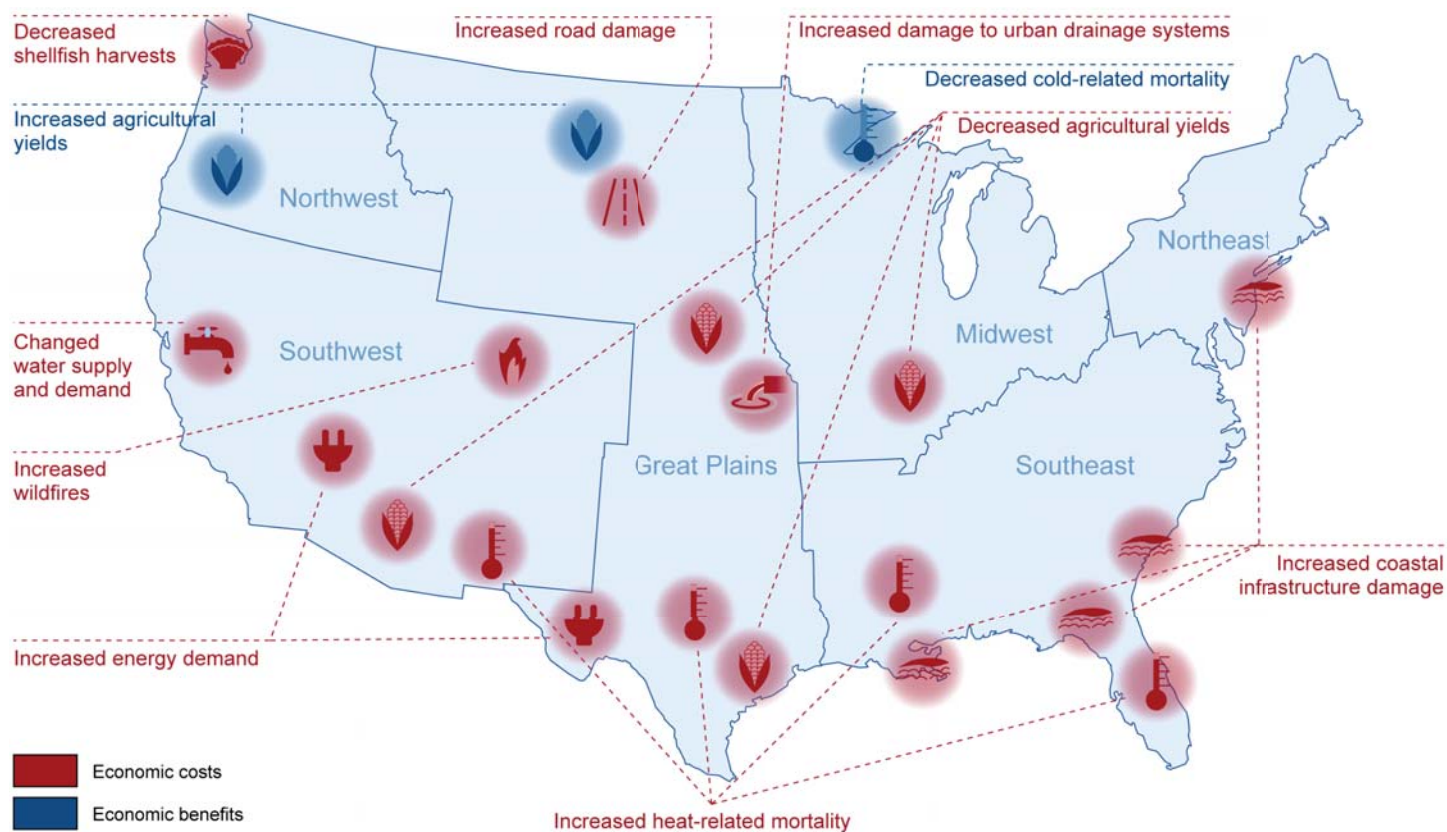 Decreased
shellfish harvests
Increased road damage
Increased damage to urban drainage systems
Decreased cold-related mortality
Increased agricultural
yields
Decreased agricultural yields
Northwest
Northeast
Changed
water supply
and demand
Southwest
Midwest
Increased
wildfires
Great Plains
Southeast
Increased coastal
infrastructure damage
Increased energy demand
Economic costs
Economic benefits
Increased heat-related mortality